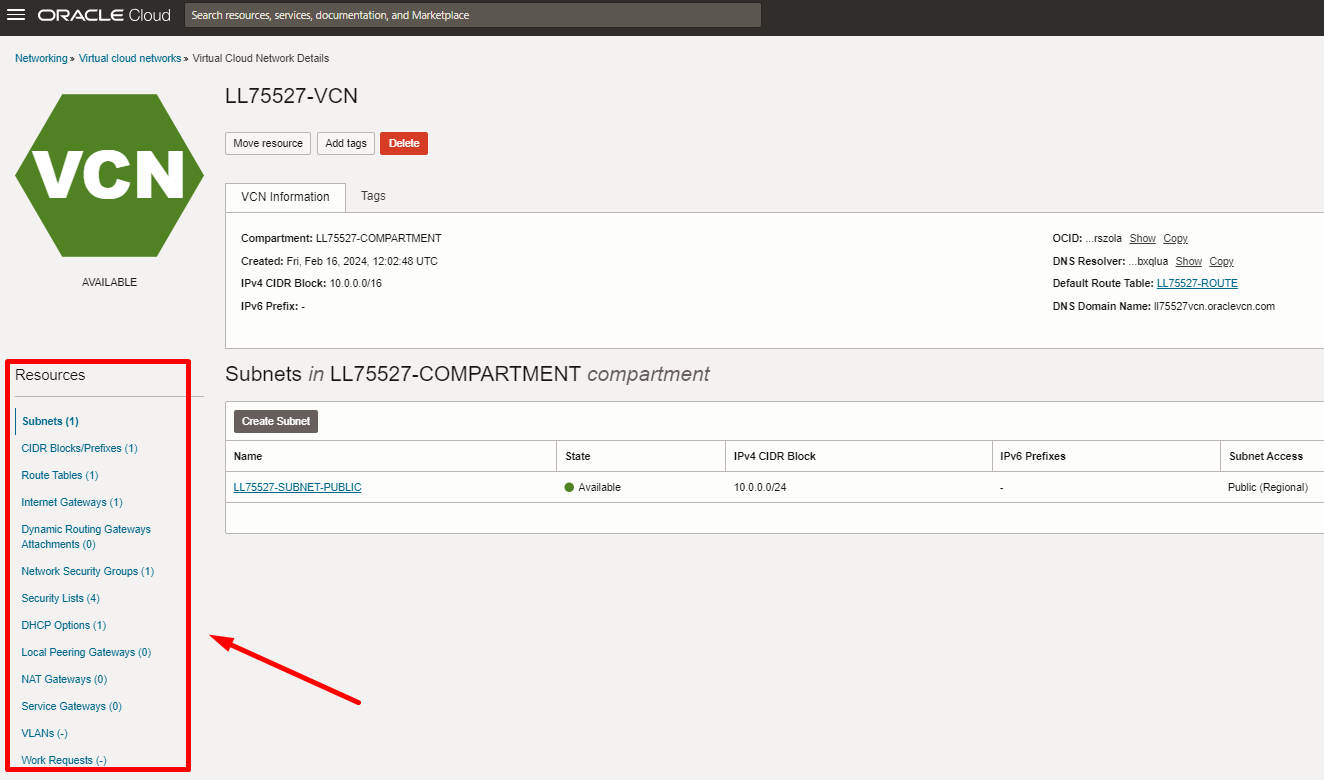 ORACLE Cloud
Search resources, services, documentation, and Marketplace
Networking » Virtual cloud networks » Virtual Cloud Network Details
VCN
AVAILABLE
LL75527-VCN
Move resource Add tags Delete
VCN Information Tags
Compartment: LL75527-COMPARTMENT
Created: Fri, Feb 16, 2024, 12:02:48 UTC
IPv4 CIDR Block: 10.0.0.0/16
IPv6 Prefix: -
OCID: ...rszola Show Copy
DNS Resolver: ...bxqlua Show Copy
Default Route Table: LL75527-ROUTE
DNS Domain Name: ll75527vcn.oraclevcn.com
Resources
Subnets (1)
CIDR Blocks/Prefixes (1)
Route Tables (1)
Internet Gateways (1)
Dynamic Routing Gateways
Attachments (0)
Network Security Groups (1)
Security Lists (4)
DHCP Options (1)
Local Peering Gateways (0)
NAT Gateways (0)
Service Gateways (0)
VLANs (-)
Work Requests (-)
Subnets in LL75527-COMPARTMENT compartment
Create Subnet
Name State IPv4 CIDR Block IPv6 Prefixes Subnet Access
LL75527-SUBNET-PUBLIC Available 10.0.0.0/24 - Public (Regional)